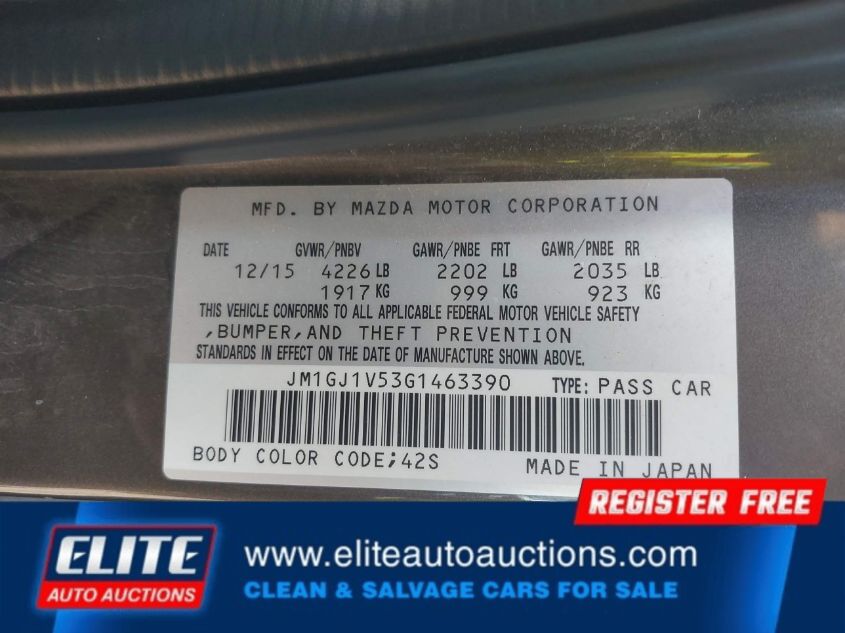 MFD. BY MAZDA MOTOR CORPORATION
DATE GVWR/PNBV GAWR/PNBE FRT GAWR/PNBE RR
12/15 4226 LB 2202 LB 2035 LB
1917 KG 999 KG 923 KG
THIS VEHICLE CONFORMS TO ALL APPLICABLE FEDERAL MOTOR VEHICLE SAFETY
,BUMPER,AND THEFT PREVENTION
STANDARDS IN EFFECT ON THE DATE OF MANUFACTURE SHOWN ABOVE.
JM1GJ1V53G1463390 TYPE: PASS CAR
BODY COLOR CODE;42S MADE IN JAPAN
REGISTER FREE
ELITE
AUTO AUCTIONS
www.eliteautoauctions.com
CLEAN & SALVAGE CARS FOR SALE